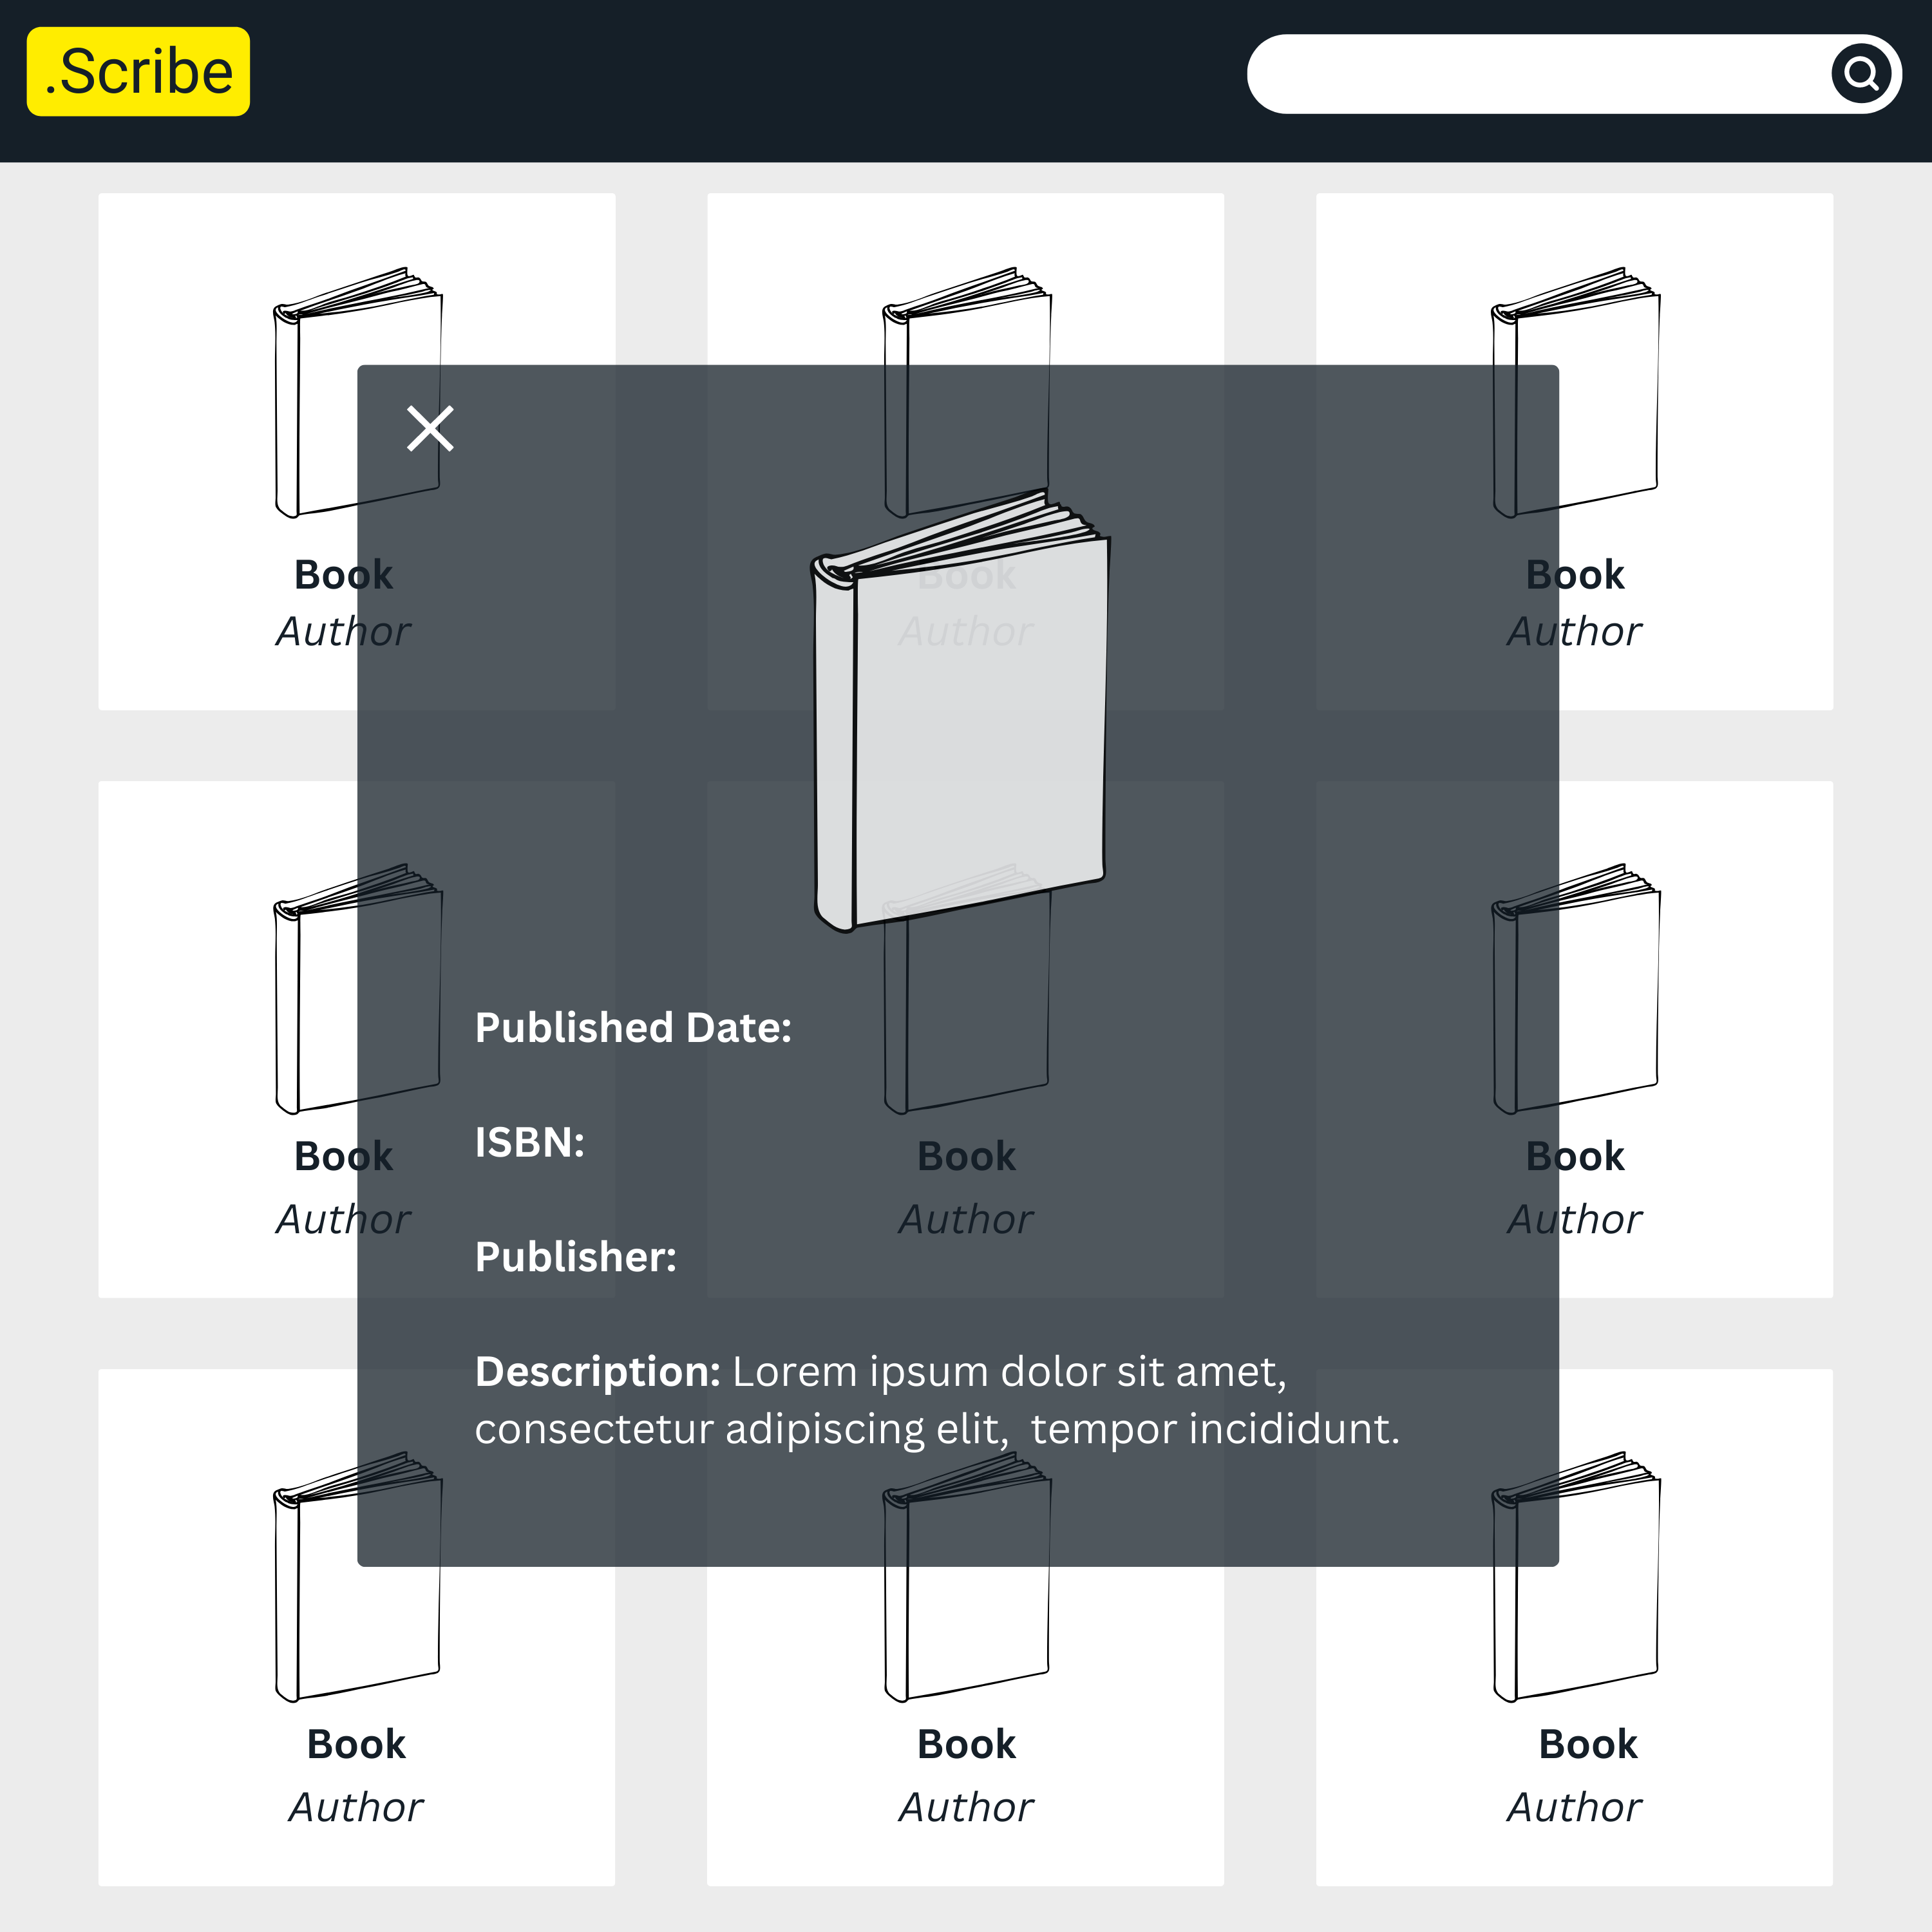 .Scribe
Book
Author
Book
Author
Book
Author
Published Date:
ISBN:
Publisher:
Description: Lorem ipsum dolor sit amet,
consectetur adipiscing elit,  tempor incididunt.
Book
Author
Book
Author
Book
Author
Book
Author
Book
Author
Book
Author